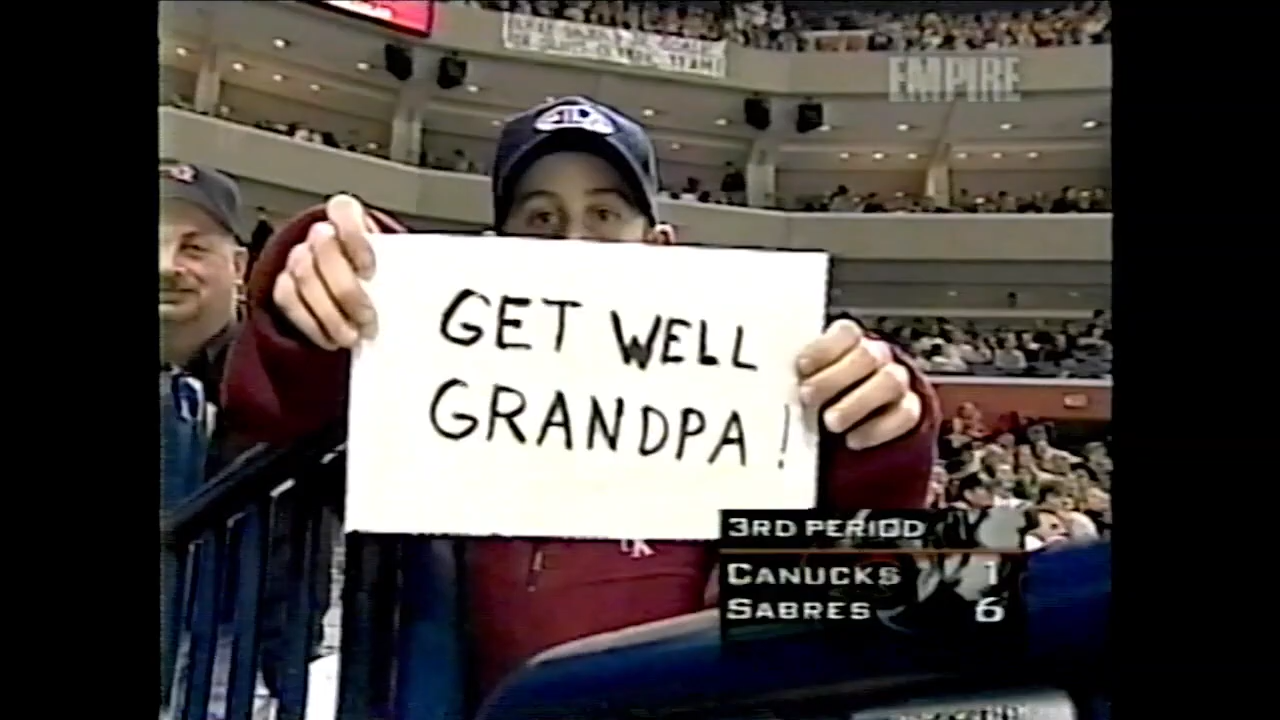 EMPIRE
GET WELL
GRANDPA!
3RD PERIOD
CANUCKS 1
SABRES 6